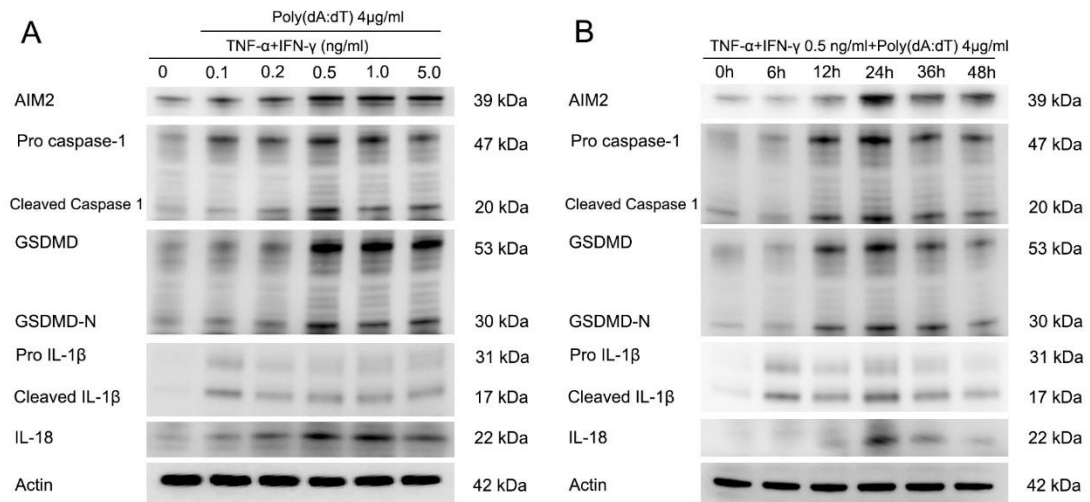 A
Poly(dA:dT) 4μg/ml
TNF-α+IFN-γ (ng/ml)
0 0.1 0.2 0.5 1.0 5.0
AIM2 39 kDa
Pro caspase-1 47 kDa
Cleaved Caspase 1 20 kDa
GSDMD 53 kDa
GSDMD-N 30 kDa
Pro IL-1β 31 kDa
Cleaved IL-1β 17 kDa
IL-18 22 kDa
Actin 42 kDa
B
TNF-α+IFN-γ 0.5 ng/ml+Poly(dA:dT) 4μg/ml
0h 6h 12h 24h 36h 48h
AIM2 39 kDa
Pro caspase-1 47 kDa
Cleaved Caspase 1 20 kDa
GSDMD 53 kDa
GSDMD-N 30 kDa
Pro IL-1β 31 kDa
Cleaved IL-1β 17 kDa
IL-18 22 kDa
Actin 42 kDa